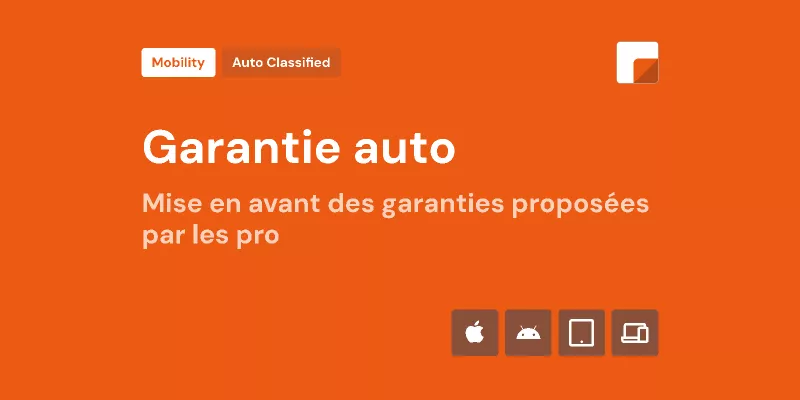 Mobility
Auto Classified
Garantie auto
Mise en avant des garanties proposées
par les pro